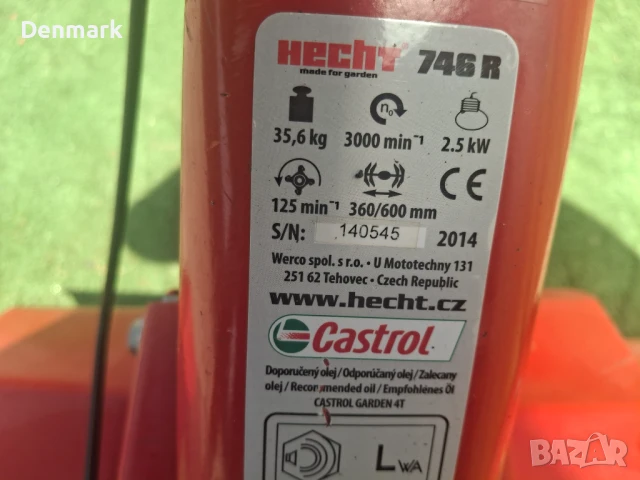 Denmark
HECHT 746 R
made for garden
35,6 kg 3000 min⁻¹ 2.5 kW
125 min⁻¹ 360/600 mm CE
S/N: 140545 2014
Werco spol. s r.o. • U Mototechny 131
251 62 Tehovec • Czech Republic
www.hecht.cz
Castrol
Doporučený olej/Odporúčaný olej/Zalecany
olej/Recommended oil/Empfohlenes Öl
CASTROL GARDEN 4T
LWA
BAZAR
bg